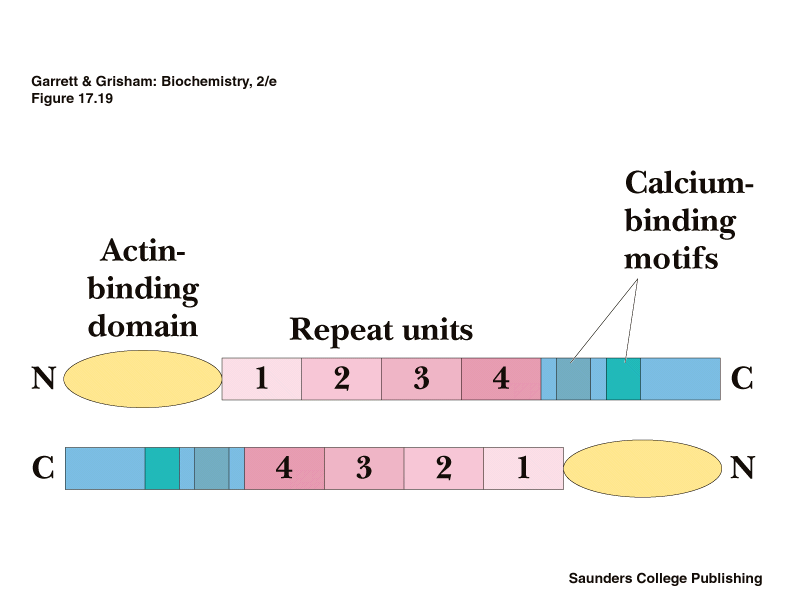 Garrett & Grisham: Biochemistry, 2/e
Figure 17.19
Calcium-
binding
motifs
Actin-
binding
domain
Repeat units
N 1 2 3 4 C
C 4 3 2 1 N
Saunders College Publishing